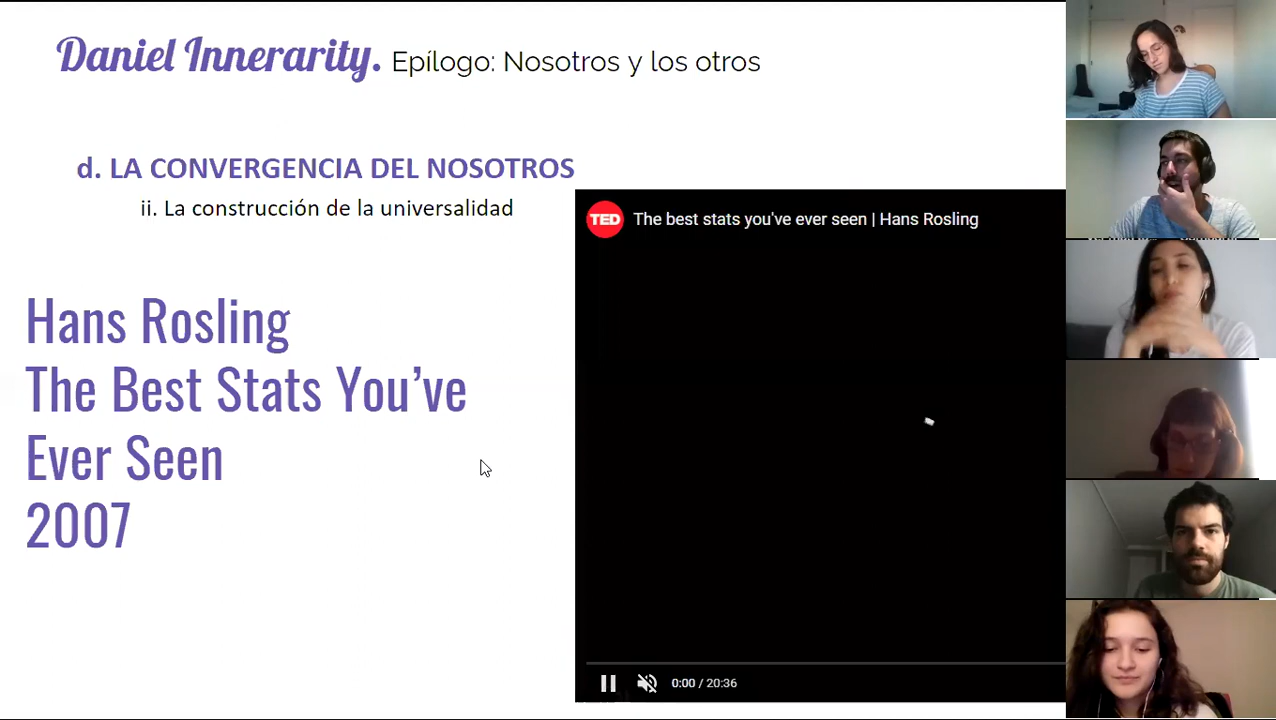 Daniel Innerarity. Epílogo: Nosotros y los otros
d. LA CONVERGENCIA DEL NOSOTROS
ii. La construcción de la universalidad
Hans Rosling
The Best Stats You’ve
Ever Seen
2007
TED The best stats you've ever seen | Hans Rosling
0:00 / 20:36